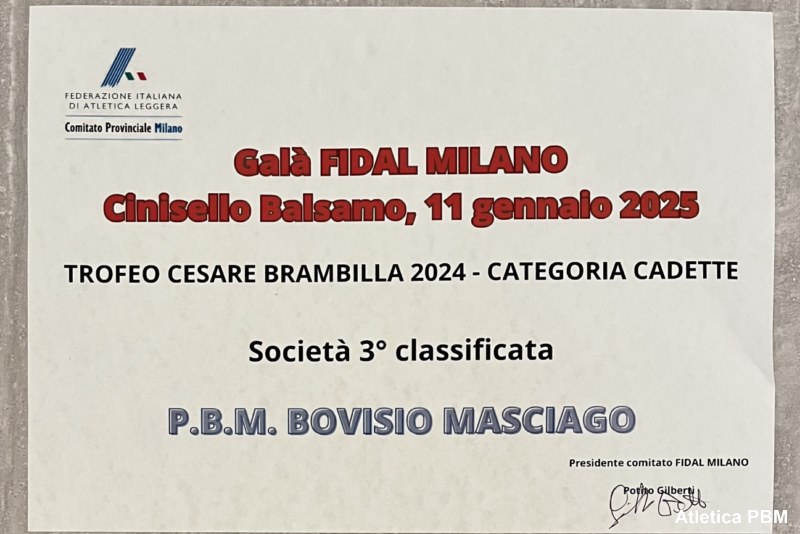 FEDERAZIONE ITALIANA
DI ATLETICA LEGGERA
Comitato Provinciale Milano
Galà FIDAL MILANO
Cinisello Balsamo, 11 gennaio 2025
TROFEO CESARE BRAMBILLA 2024 - CATEGORIA CADETTE
Società 3° classificata
P.B.M. BOVISIO MASCIAGO
Presidente comitato FIDAL MILANO
Potito Gilberti
Atletica PBM